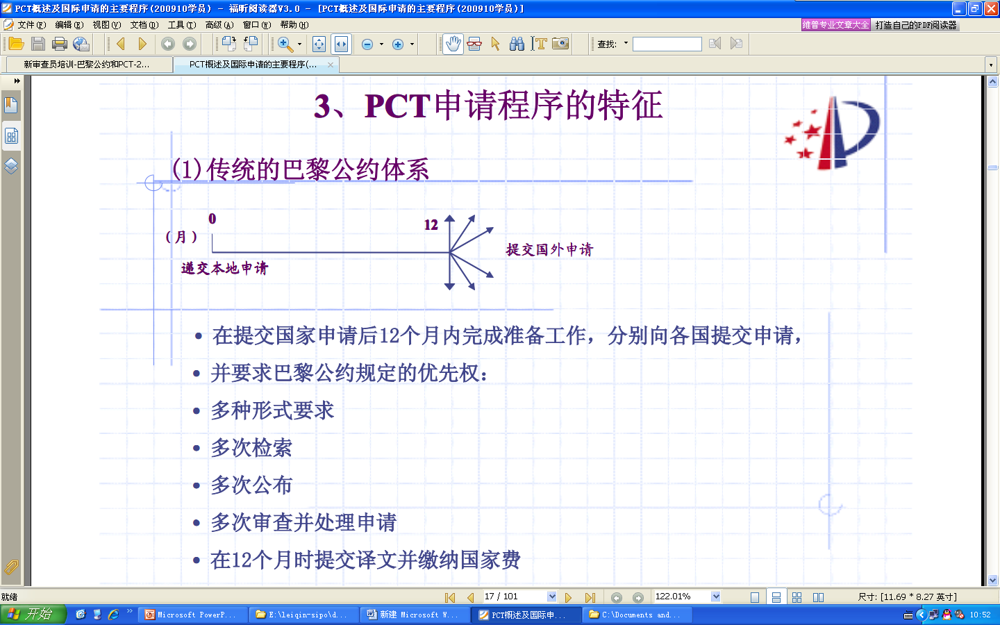 PCT概述及国际申请的主要程序(200910学员) - 福昕阅读器V3.0 - [PCT概述及国际申请的主要程序(200910学员)]
文件(F) 编辑(E) 视图(V) 文档(D) 工具(T) 高级(A) 窗口(W) 帮助(H)
维普专业文章大全 打造自己的PDF阅读器
查找:
新审查员培训-巴黎公约和PCT-2...
PCT概述及国际申请的主要程序(...
3、PCT申请程序的特征
(1)传统的巴黎公约体系
0
12
(月)
提交国外申请
递交本地申请
• 在提交国家申请后12个月内完成准备工作，分别向各国提交申请，
• 并要求巴黎公约规定的优先权：
• 多种形式要求
• 多次检索
• 多次公布
• 多次审查并处理申请
• 在12个月时提交译文并缴纳国家费
就绪
17 / 101
122.01%
尺寸: [11.69 * 8.27 英寸]
开始
Microsoft PowerP...
E:\leiqin-sipo\d...
新建 Microsoft W...
PCT概述及国际申...
C:\Documents and...
10:52